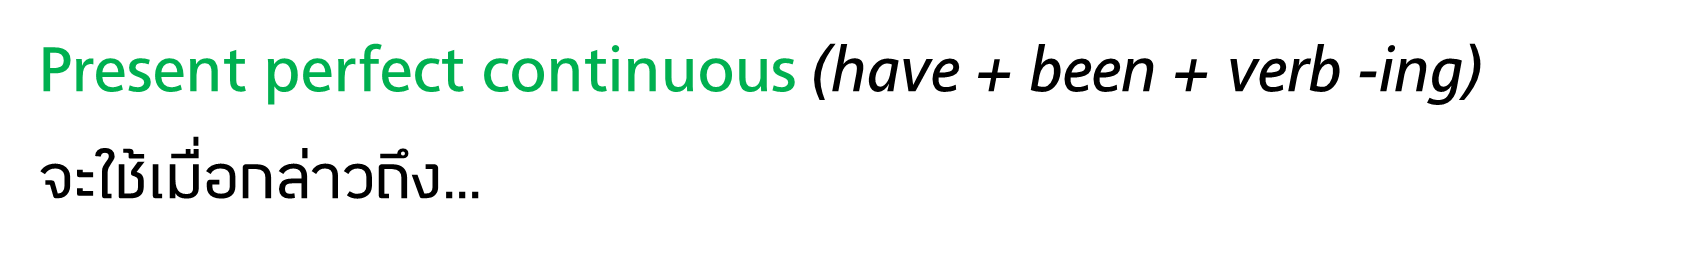 Present perfect continuous (have + been + verb -ing)
จะใช้เมื่อกล่าวถึง...